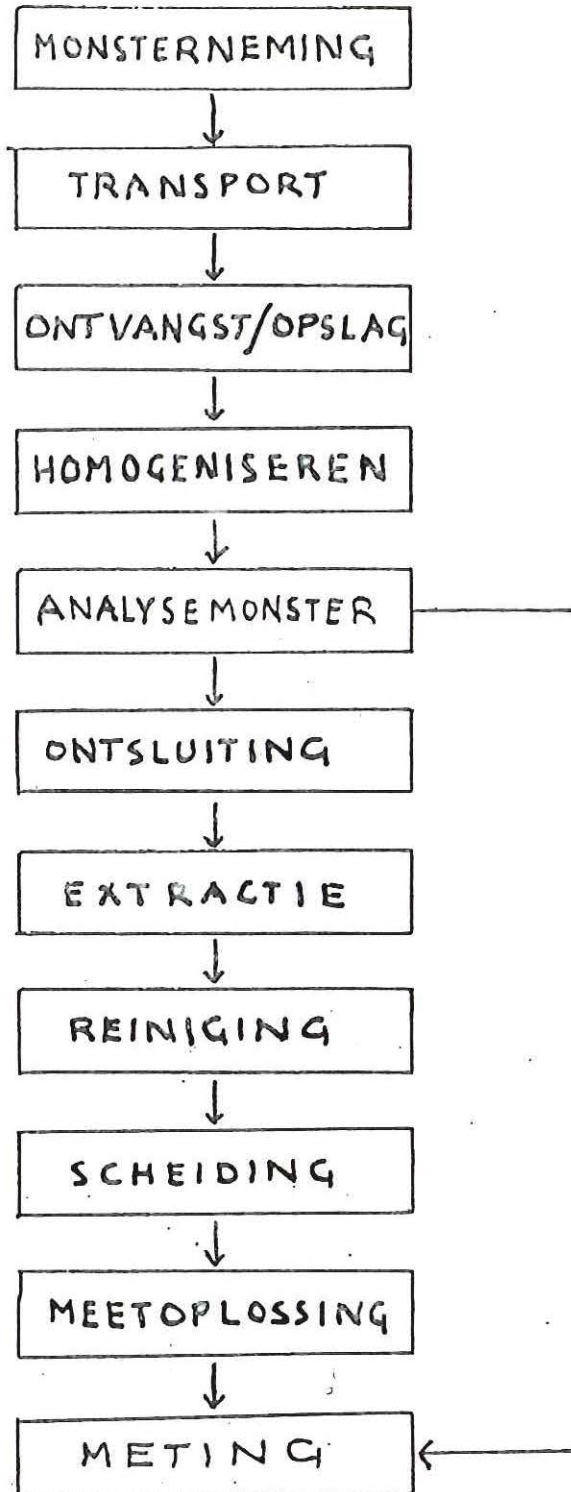 MONSTERNEMING
TRANSPORT
ONTVANGST/OPSLAG
HOMOGENISEREN
ANALYSEMONSTER
ONTSLUITING
EXTRACTIE
REINIGING
SCHEIDING
MEETOPLOSSING
METING